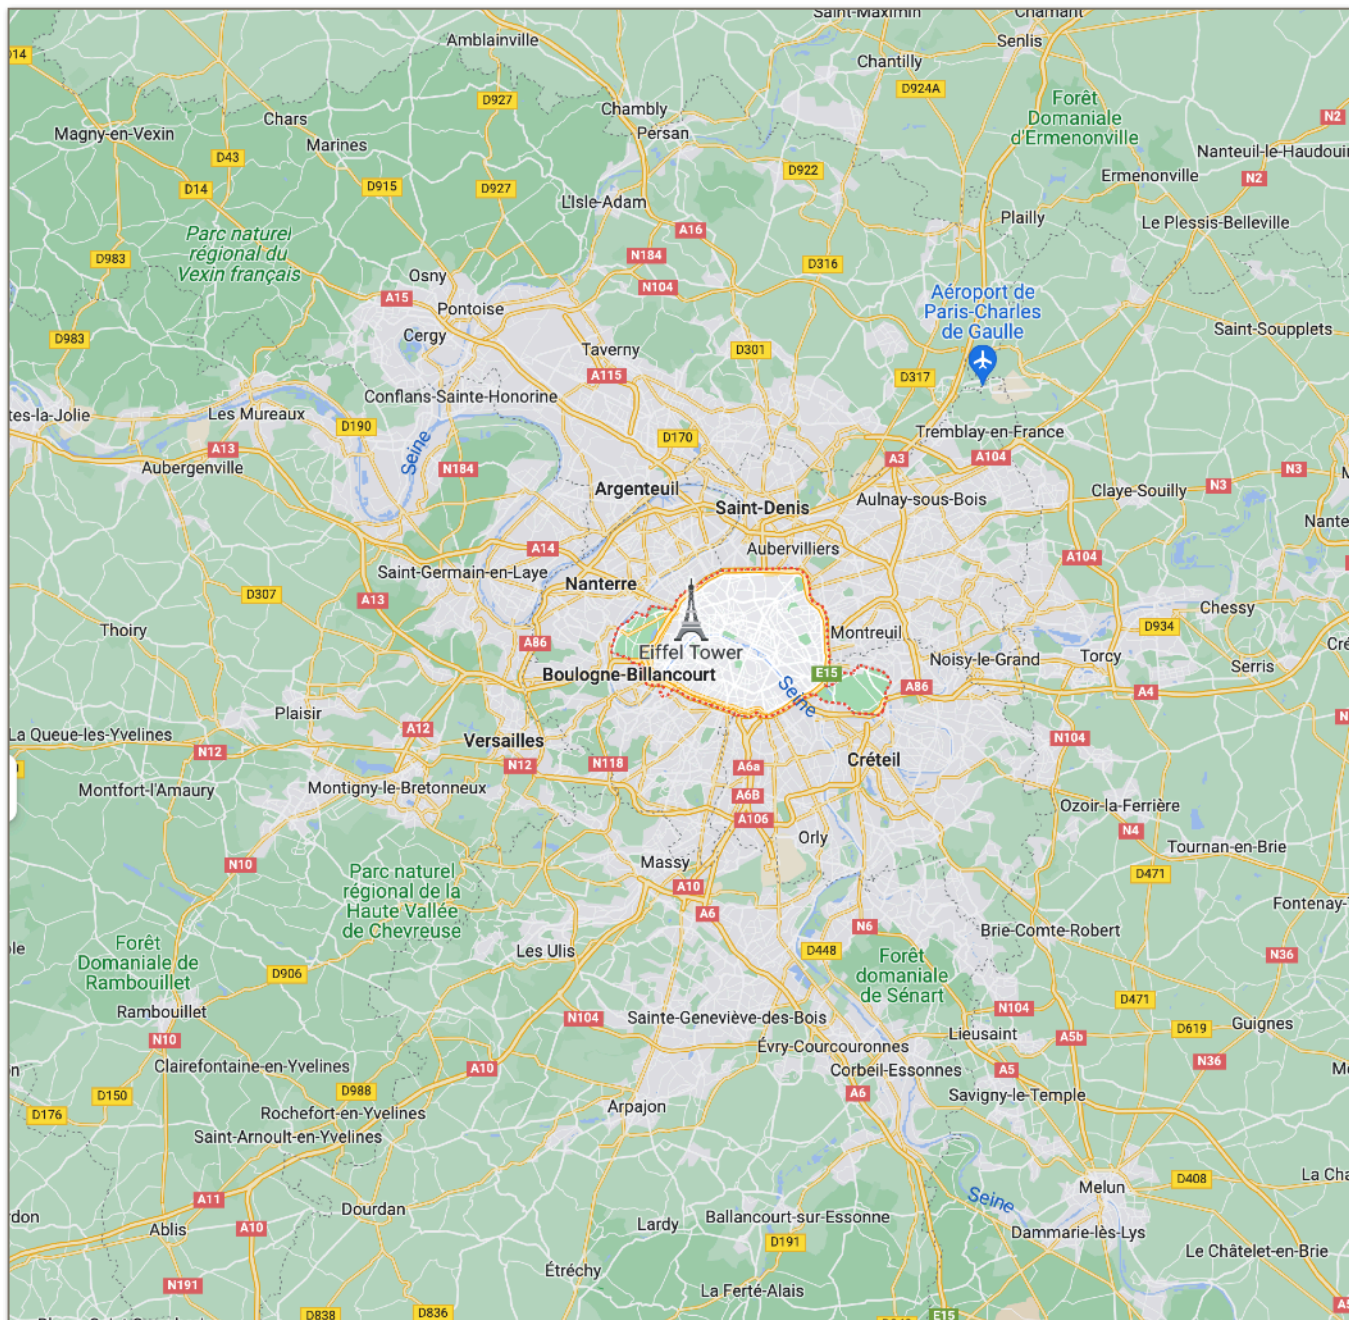 Saint-Maximin
Chamant
D14
Amblainville
Senlis
Chantilly
D924A
D927
Forêt
Domaniale
d'Ermenonville
Chambly
N2
Chars
Magny-en-Vexin
Persan
Marines
Nanteuil-le-Haudouin
D43
D922
Ermenonville
N2
D14
D915
D927
L'Isle-Adam
Plailly
Le Plessis-Belleville
A16
Parc naturel
régional du
Vexin français
D983
N184
D316
Osny
N104
Aéroport de
Paris-Charles
de Gaulle
A15
Pontoise
Saint-Soupplets
Cergy
D983
Taverny
D301
A115
D317
Conflans-Sainte-Honorine
tes-la-Jolie
Les Mureaux
D190
Tremblay-en-France
D170
A13
Seine
A3
A104
Aubergenville
N184
N3
Argenteuil
Claye-Souilly
N3
Aulnay-sous-Bois
Saint-Denis
Nante
A14
Aubervilliers
A104
Saint-Germain-en-Laye
Nanterre
D307
A13
Chessy
Thoiry
D934
Montreuil
A86
Cré
Eiffel Tower
Noisy-le-Grand
Torcy
Serris
Boulogne-Billancourt
E15
Seine
A86
A4
Plaisir
N
A12
La Queue-les-Yvelines
Versailles
N104
N12
Créteil
N12
N118
A6a
Montfort-l'Amaury
Montigny-le-Bretonneux
A6B
Ozoir-la-Ferrière
A106
N4
Orly
Tournan-en-Brie
N10
Massy
Parc naturel
régional de la
Haute Vallée
de Chevreuse
D471
A10
Fontenay-T
A6
N6
Brie-Comte-Robert
Forêt
Domaniale de
Rambouillet
ple
Les Ulis
D448
Forêt
domaniale
de Sénart
N36
D906
D471
Rambouillet
N104
N104
Sainte-Geneviève-des-Bois
Guignes
Lieusaint
D619
N10
A5b
Évry-Courcouronnes
Clairefontaine-en-Yvelines
A10
Corbeil-Essonnes
A5
N36
Mo
n
D988
D150
A6
Savigny-le-Temple
D176
Rochefort-en-Yvelines
Arpajon
Saint-Arnoult-en-Yvelines
D408
La Cha
Melun
A11
Seine
Dourdan
rdon
Ablis
A10
Lardy
Ballancourt-sur-Essonne
Dammarie-lès-Lys
D191
Le Châtelet-en-Brie
Étréchy
N191
La Ferté-Alais
A5
D838
D836
E15